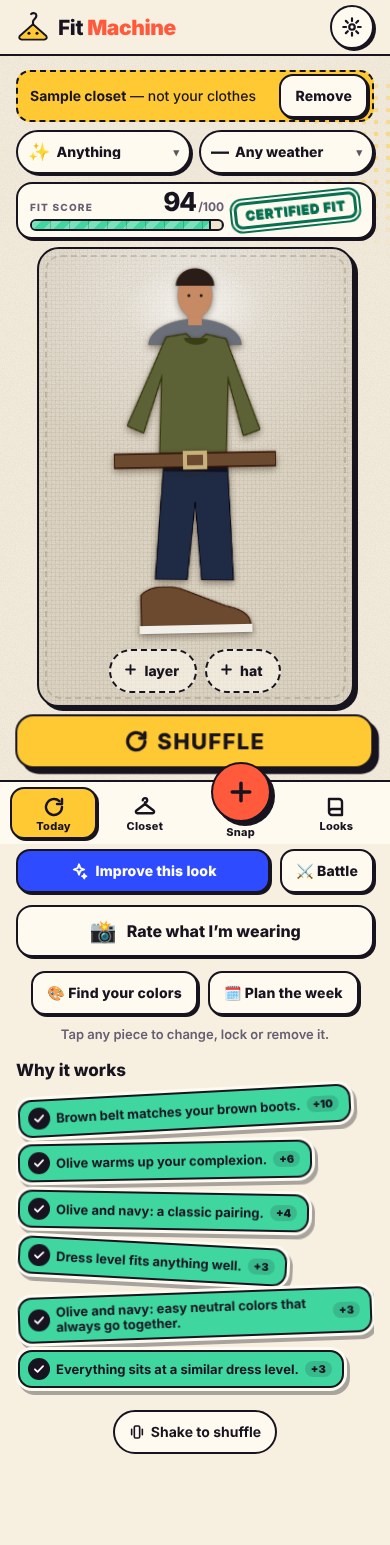 Fit Machine
Sample closet — not your clothes
Remove
✨ Anything
— Any weather
FIT SCORE
94/100
CERTIFIED FIT
+ layer
+ hat
SHUFFLE
Today
Closet
Snap
Looks
Improve this look
⚔️ Battle
📸 Rate what I’m wearing
🎨 Find your colors
🗓️ Plan the week
Tap any piece to change, lock or remove it.
Why it works
Brown belt matches your brown boots. +10
Olive warms up your complexion. +6
Olive and navy: a classic pairing. +4
Dress level fits anything well. +3
Olive and navy: easy neutral colors that
always go together. +3
Everything sits at a similar dress level. +3
Shake to shuffle